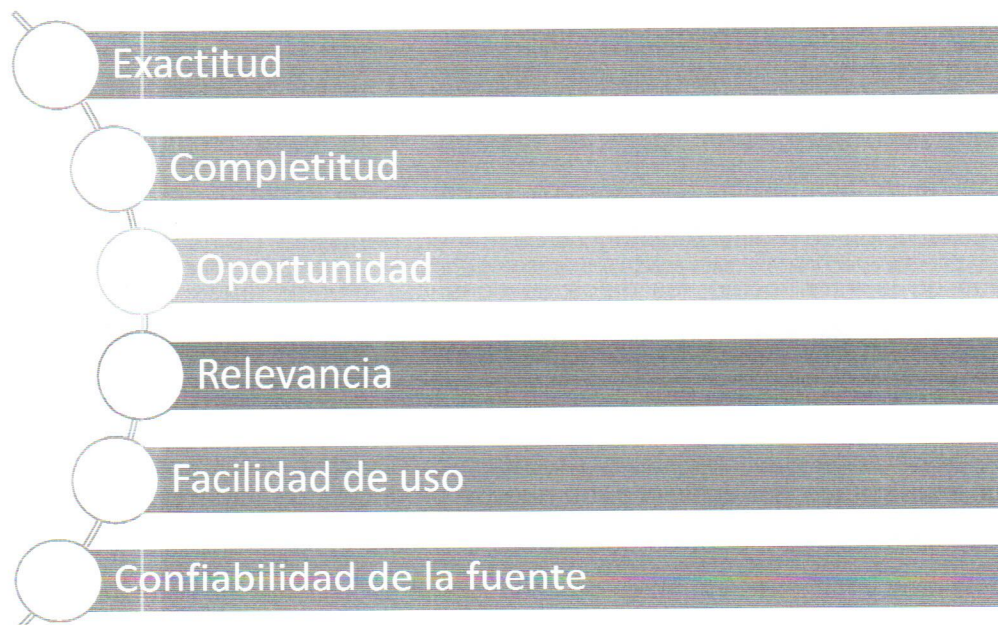 Exactitud
Completitud
Oportunidad
Relevancia
Facilidad de uso
Confiabilidad de la fuente